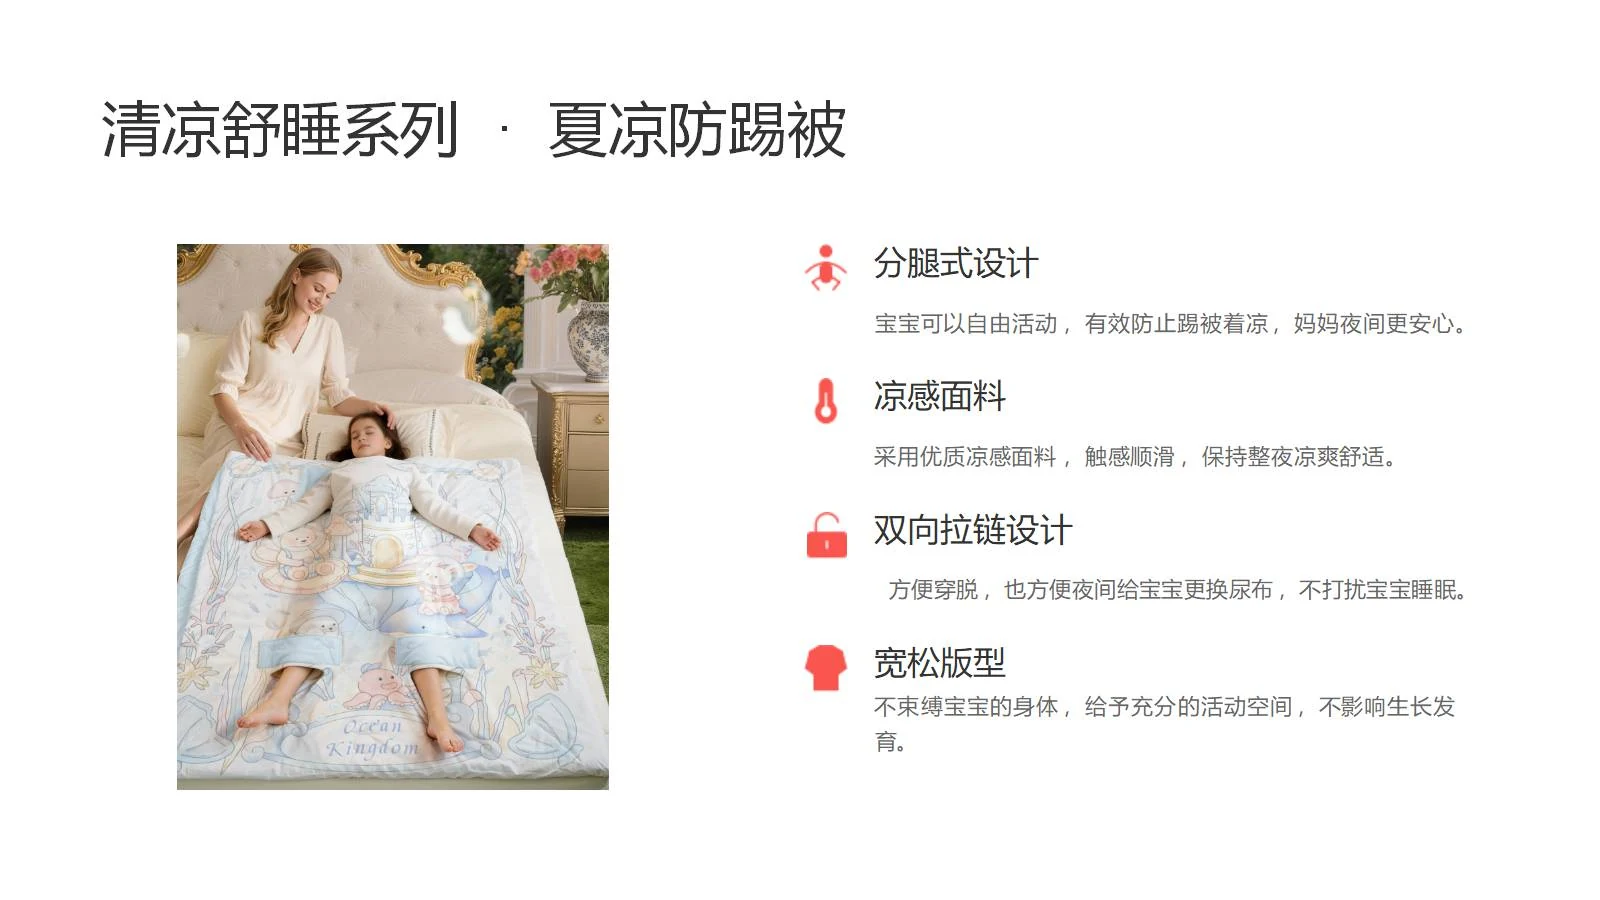 清凉舒睡系列 · 夏凉防踢被
分腿式设计
宝宝可以自由活动，有效防止踢被着凉，妈妈夜间更安心。
凉感面料
采用优质凉感面料，触感顺滑，保持整夜凉爽舒适。
双向拉链设计
方便穿脱，也方便夜间给宝宝更换尿布，不打扰宝宝睡眠。
宽松版型
不束缚宝宝的身体，给予充分的活动空间，不影响生长发
育。
Ocean
Kingdom